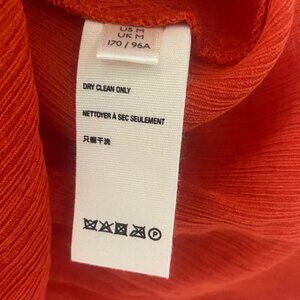 US M
UK M
170 / 96A
DRY CLEAN ONLY
NETTOYER À SEC SEULEMENT
只能干洗
P